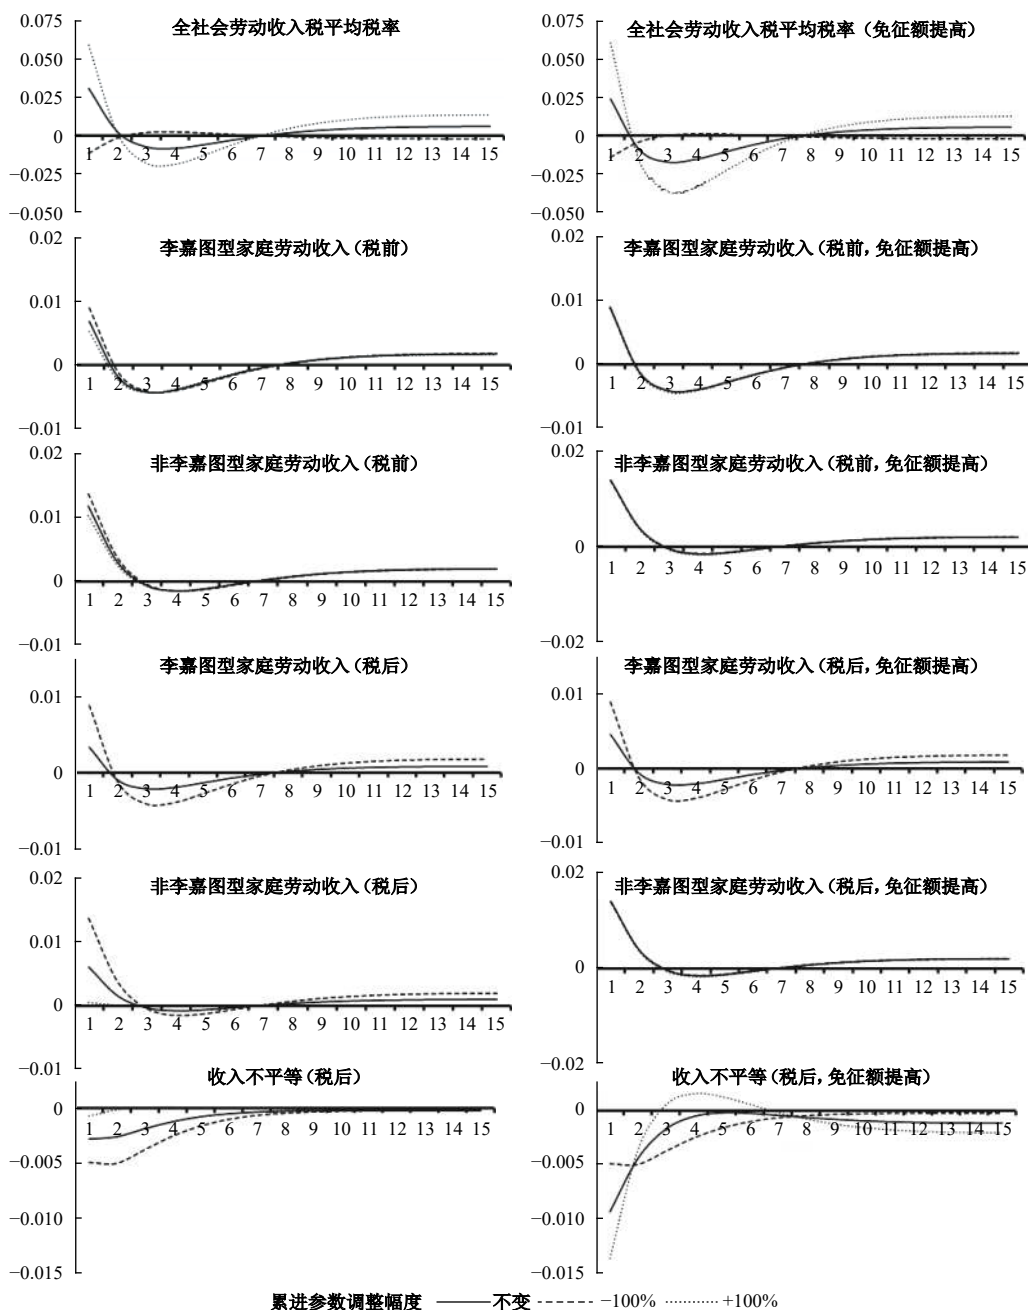 全社会劳动收入税平均税率
0.075
0.050
0.025
0
−0.025
−0.050
1 2 3 4 5 6 7 8 9 10 11 12 13 14 15
全社会劳动收入税平均税率（免征额提高）
0.075
0.050
0.025
0
−0.025
−0.050
1 2 3 4 5 6 7 8 9 10 11 12 13 14 15
李嘉图型家庭劳动收入（税前）
0.02
0.01
0
−0.01
1 2 3 4 5 6 7 8 9 10 11 12 13 14 15
李嘉图型家庭劳动收入（税前，免征额提高）
0.02
0.01
0
−0.01
1 2 3 4 5 6 7 8 9 10 11 12 13 14 15
非李嘉图型家庭劳动收入（税前）
0.02
0.01
0
−0.01
1 2 3 4 5 6 7 8 9 10 11 12 13 14 15
非李嘉图型家庭劳动收入（税前，免征额提高）
0.02
0
−0.02
1 2 3 4 5 6 7 8 9 10 11 12 13 14 15
李嘉图型家庭劳动收入（税后）
0.01
0
−0.01
1 2 3 4 5 6 7 8 9 10 11 12 13 14 15
李嘉图型家庭劳动收入（税后，免征额提高）
0.01
0
−0.01
1 2 3 4 5 6 7 8 9 10 11 12 13 14 15
非李嘉图型家庭劳动收入（税后）
0.02
0.01
0
−0.01
1 2 3 4 5 6 7 8 9 10 11 12 13 14 15
非李嘉图型家庭劳动收入（税后，免征额提高）
0.02
0
−0.02
1 2 3 4 5 6 7 8 9 10 11 12 13 14 15
收入不平等（税后）
0
−0.005
−0.010
−0.015
1 2 3 4 5 6 7 8 9 10 11 12 13 14 15
收入不平等（税后，免征额提高）
0
−0.005
−0.010
−0.015
1 2 3 4 5 6 7 8 9 10 11 12 13 14 15
累进参数调整幅度 不变 −100% +100%